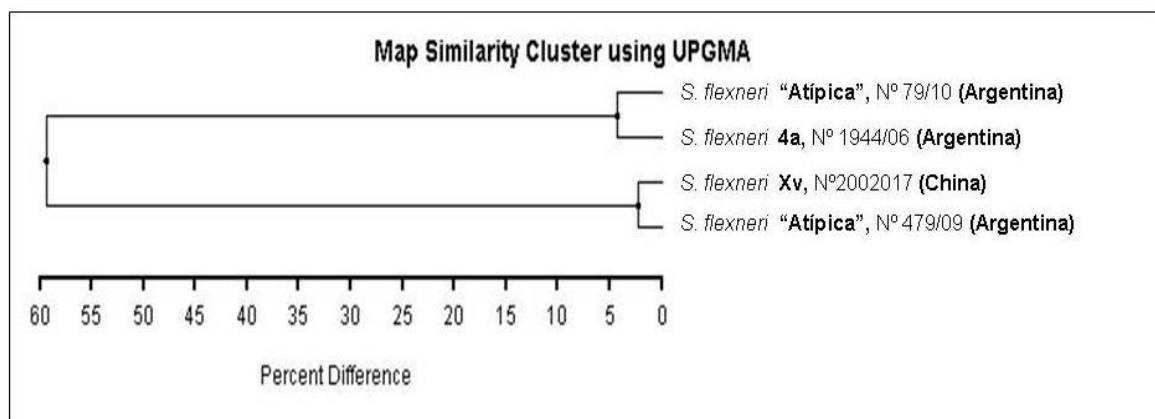 Map Similarity Cluster using UPGMA
S. flexneri "Atípica", Nº 79/10 (Argentina)
S. flexneri 4a, Nº 1944/06 (Argentina)
S. flexneri Xv, Nº2002017 (China)
S. flexneri "Atípica", Nº 479/09 (Argentina)
60 55 50 45 40 35 30 25 20 15 10 5 0
Percent Difference